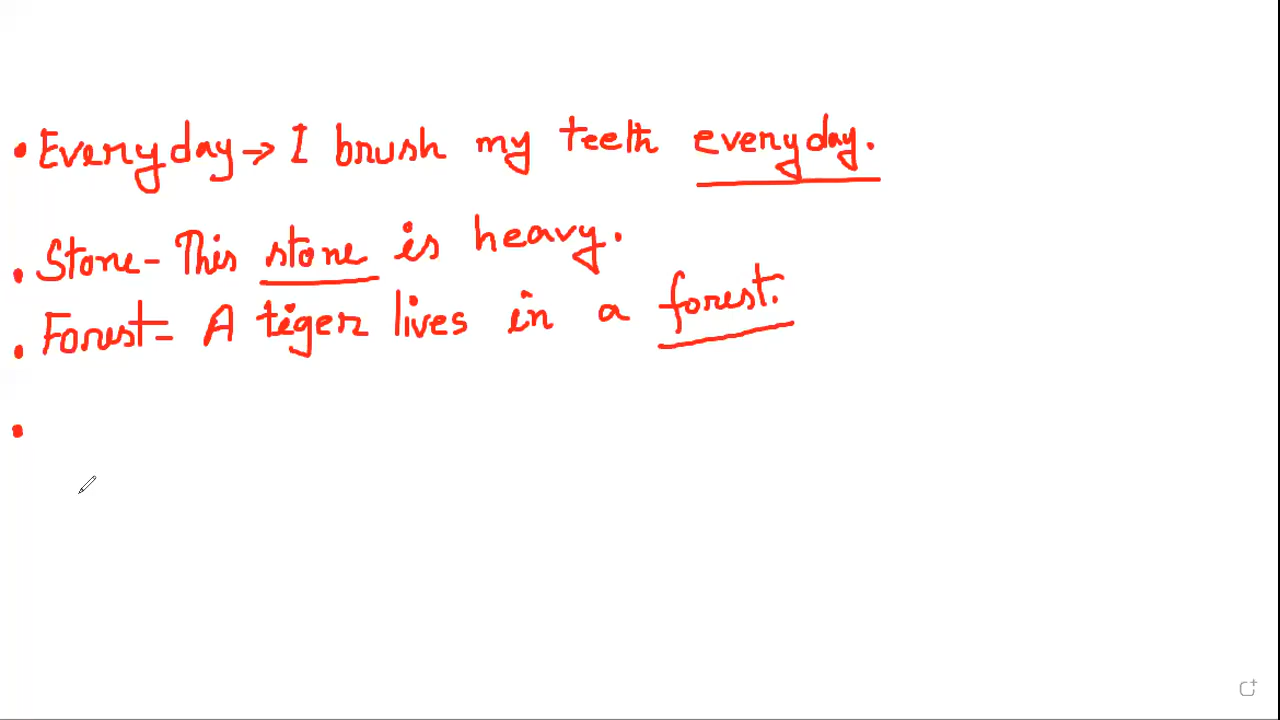 • Everyday → I brush my teeth everyday.
• Stone - This stone is heavy.
• Forest - A tiger lives in a forest.
•